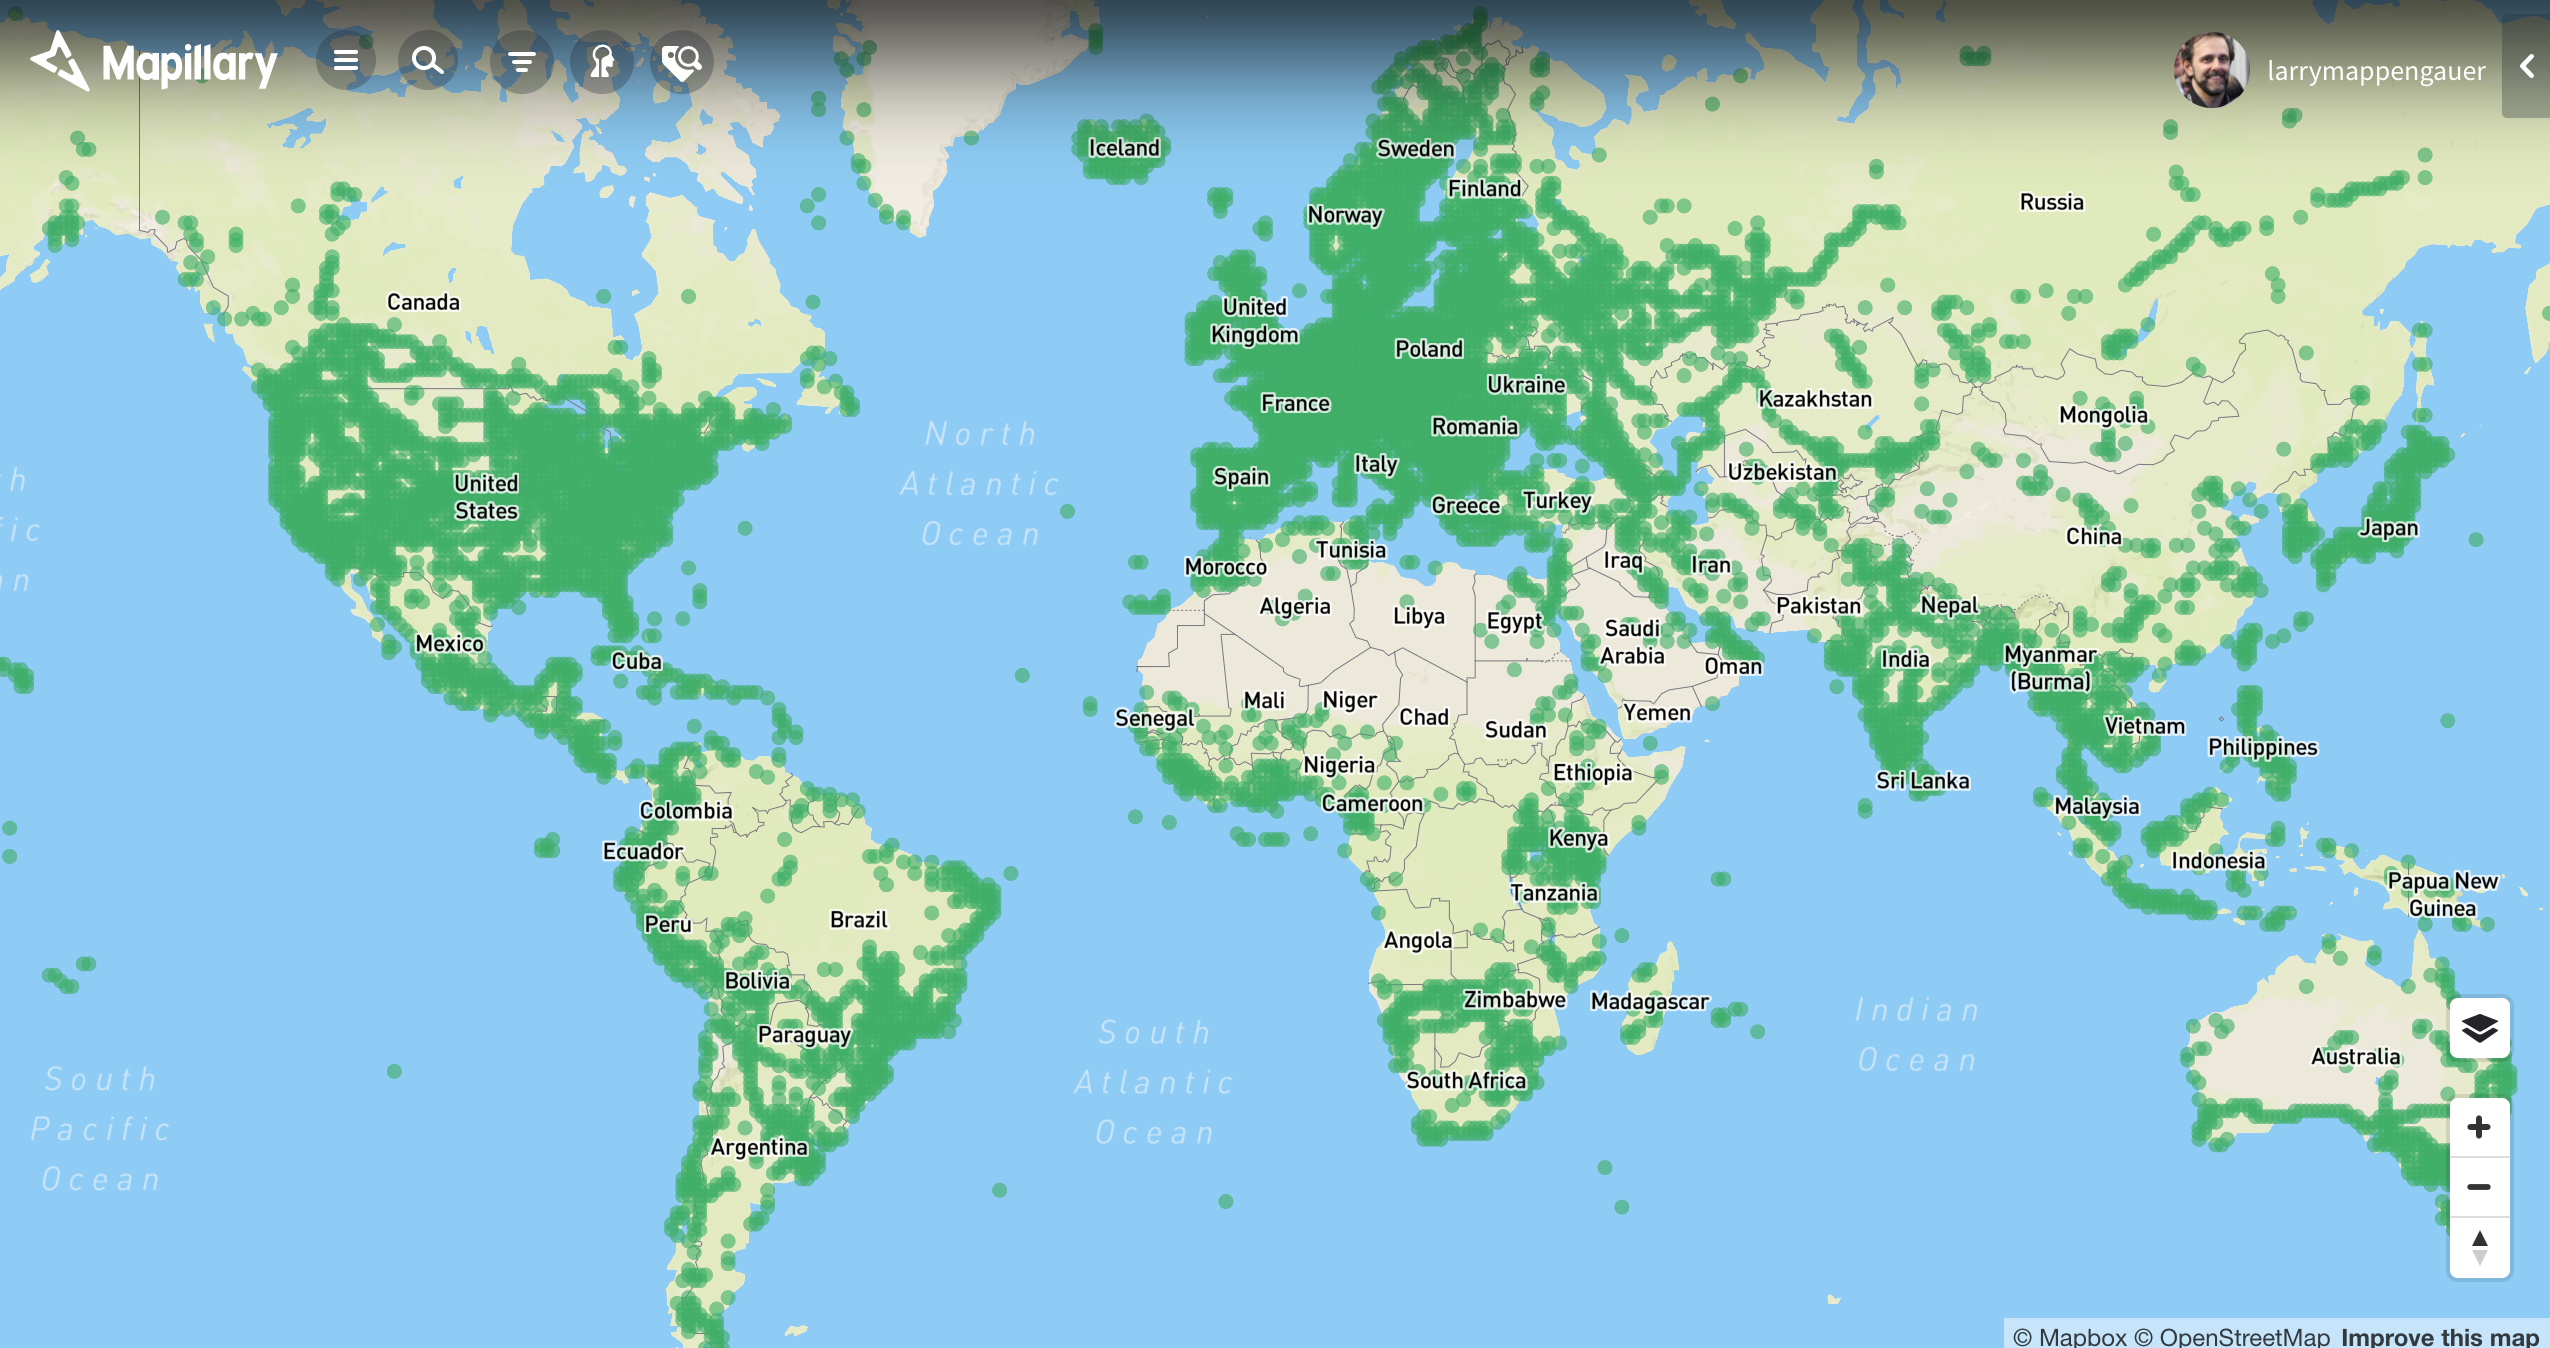 Mapillary
larrymappengauer
Iceland
Sweden
Finland
Norway
Russia
Canada
United
Kingdom
Poland
Ukraine
France
Romania
Kazakhstan
Mongolia
North
Atlantic
Ocean
Italy
Spain
Uzbekistan
United
States
Greece
Turkey
Japan
China
Tunisia
Morocco
Iraq
Iran
Algeria
Libya
Egypt
Pakistan
Nepal
Saudi
Arabia
Mexico
Cuba
Oman
India
Myanmar
(Burma)
Mali
Niger
Chad
Senegal
Sudan
Yemen
Vietnam
Philippines
Nigeria
Ethiopia
Sri Lanka
Cameroon
Malaysia
Colombia
Kenya
Ecuador
Indonesia
Tanzania
Papua New
Guinea
Brazil
Peru
Angola
Bolivia
Zimbabwe
Madagascar
Indian
Ocean
Paraguay
South
Atlantic
Ocean
Australia
South Africa
South
Pacific
Ocean
Argentina
© Mapbox © OpenStreetMap Improve this map